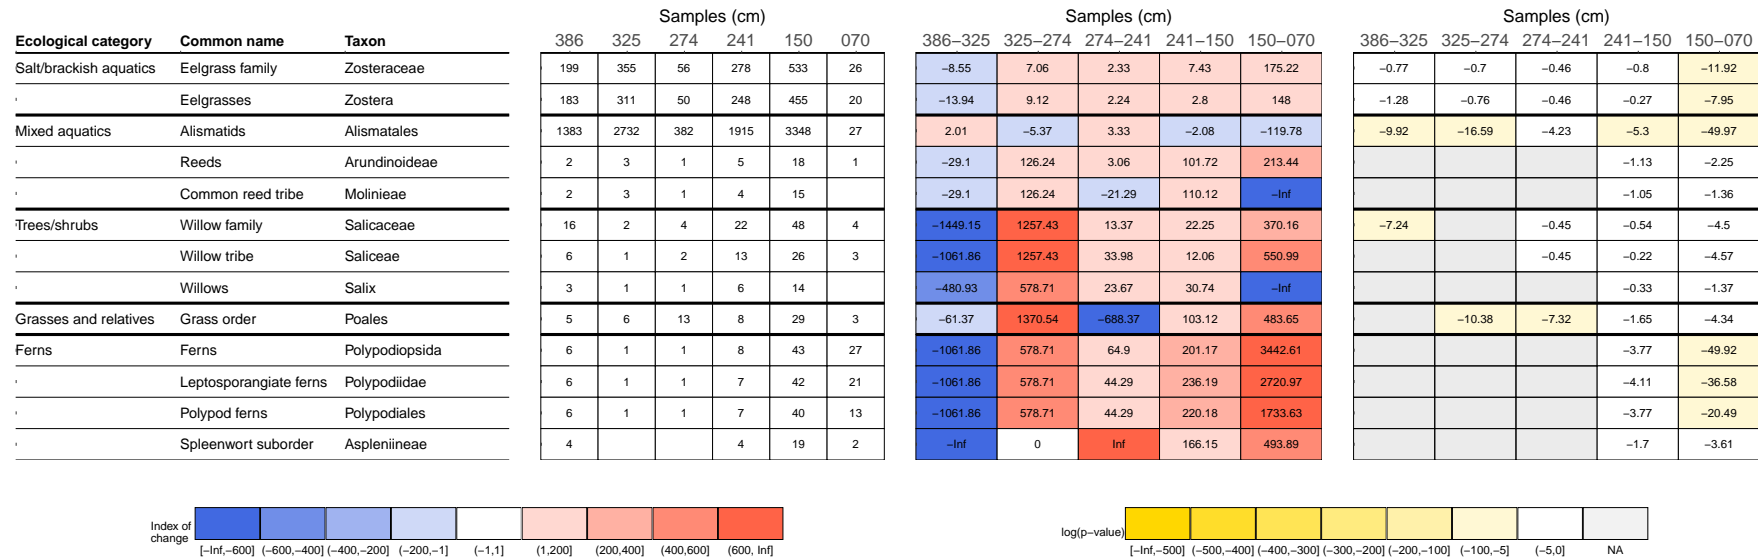 Samples (cm) Samples (cm) Samples (cm)
Ecological category Common name Taxon 386 325 274 241 150 070 386−325 325−274 274−241 241−150 150−070 386−325 325−274 274−241 241−150 150−070
Salt/brackish aquatics Eelgrass family Zosteraceae 199 355 56 278 533 26 −8.55 7.06 2.33 7.43 175.22 −0.77 −0.7 −0.46 −0.8 −11.92
Eelgrasses Zostera 183 311 50 248 455 20 −13.94 9.12 2.24 2.8 148 −1.28 −0.76 −0.46 −0.27 −7.95
Mixed aquatics Alismatids Alismatales 1383 2732 382 1915 3348 27 2.01 −5.37 3.33 −2.08 −119.78 −9.92 −16.59 −4.23 −5.3 −49.97
Reeds Arundinoideae 2 3 1 5 18 1 −29.1 126.24 3.06 101.72 213.44 −1.13 −2.25
Common reed tribe Molinieae 2 3 1 4 15 −29.1 126.24 −21.29 110.12 −Inf −1.05 −1.36
Trees/shrubs Willow family Salicaceae 16 2 4 22 48 4 −1449.15 1257.43 13.37 22.25 370.16 −7.24 −0.45 −0.54 −4.5
Willow tribe Saliceae 6 1 2 13 26 3 −1061.86 1257.43 33.98 12.06 550.99 −0.45 −0.22 −4.57
Willows Salix 3 1 1 6 14 −480.93 578.71 23.67 30.74 −Inf −0.33 −1.37
Grasses and relatives Grass order Poales 5 6 13 8 29 3 −61.37 1370.54 −688.37 103.12 483.65 −10.38 −7.32 −1.65 −4.34
Ferns Ferns Polypodiopsida 6 1 1 8 43 27 −1061.86 578.71 64.9 201.17 3442.61 −3.77 −49.92
Leptosporangiate ferns Polypodiidae 6 1 1 7 42 21 −1061.86 578.71 44.29 236.19 2720.97 −4.11 −36.58
Polypod ferns Polypodiales 6 1 1 7 40 13 −1061.86 578.71 44.29 220.18 1733.63 −3.77 −20.49
Spleenwort suborder Aspleniineae 4 4 19 2 −Inf 0 Inf 166.15 493.89 −1.7 −3.61
Index of
change
[−Inf,−600] (−600,−400] (−400,−200] (−200,−1] (−1,1] (1,200] (200,400] (400,600] (600, Inf]
log(p−value)
[−Inf,−500] (−500,−400] (−400,−300] (−300,−200] (−200,−100] (−100,−5] (−5,0] NA